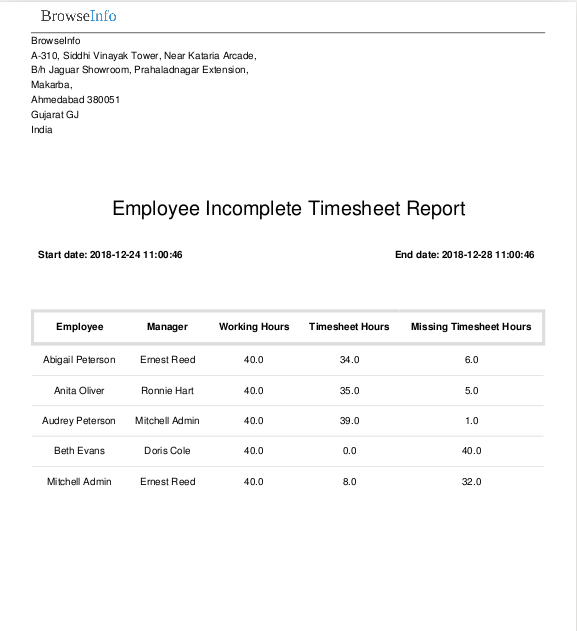 BrowseInfo
BrowseInfo
A-310, Siddhi Vinayak Tower, Near Kataria Arcade,
B/h Jaguar Showroom, Prahaladnagar Extension,
Makarba,
Ahmedabad 380051
Gujarat GJ
India
Employee Incomplete Timesheet Report
Start date: 2018-12-24 11:00:46 End date: 2018-12-28 11:00:46
Employee Manager Working Hours Timesheet Hours Missing Timesheet Hours
Abigail Peterson Ernest Reed 40.0 34.0 6.0
Anita Oliver Ronnie Hart 40.0 35.0 5.0
Audrey Peterson Mitchell Admin 40.0 39.0 1.0
Beth Evans Doris Cole 40.0 0.0 40.0
Mitchell Admin Ernest Reed 40.0 8.0 32.0